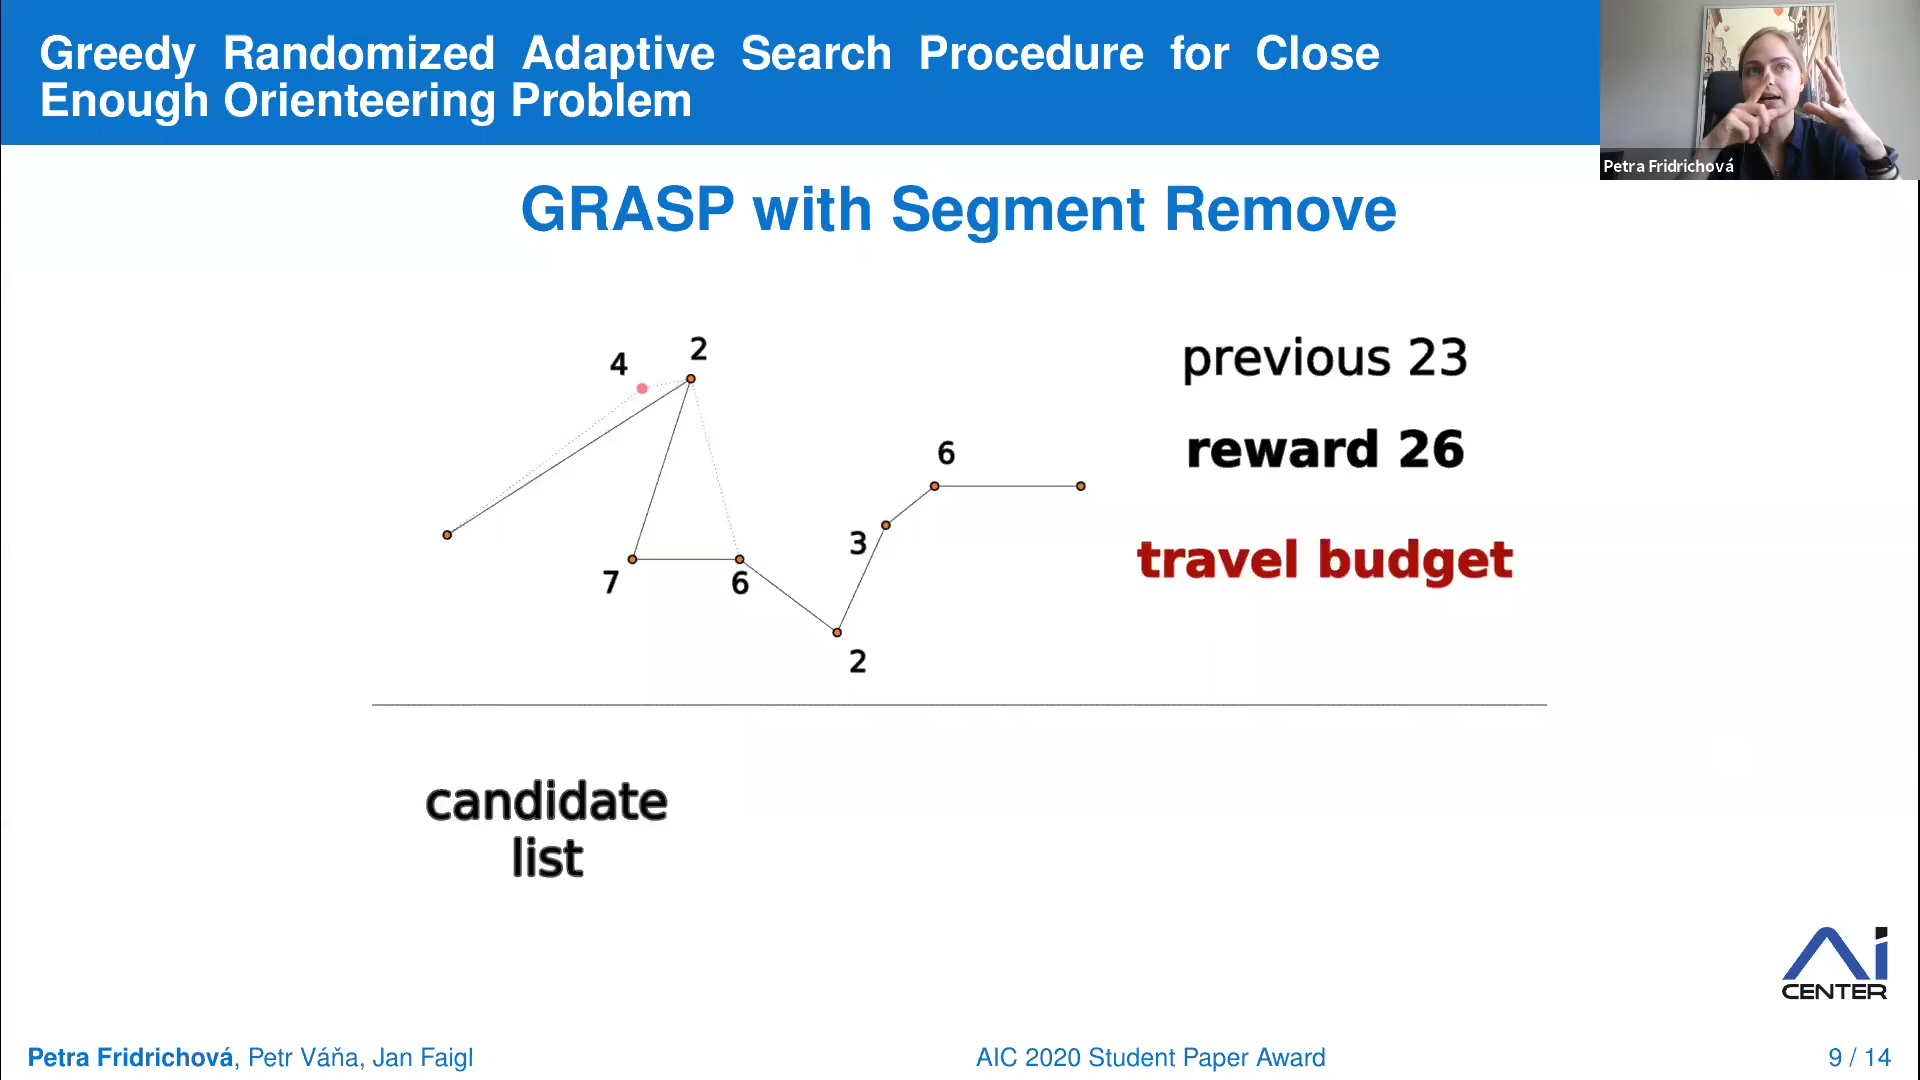 Greedy Randomized Adaptive Search Procedure for Close
Enough Orienteering Problem
Petra Fridrichová
GRASP with Segment Remove
4
2
7
6
2
3
6
previous 23
reward 26
travel budget
candidate
list
Ai
CENTER
Petra Fridrichová, Petr Váňa, Jan Faigl
AIC 2020 Student Paper Award
9 / 14